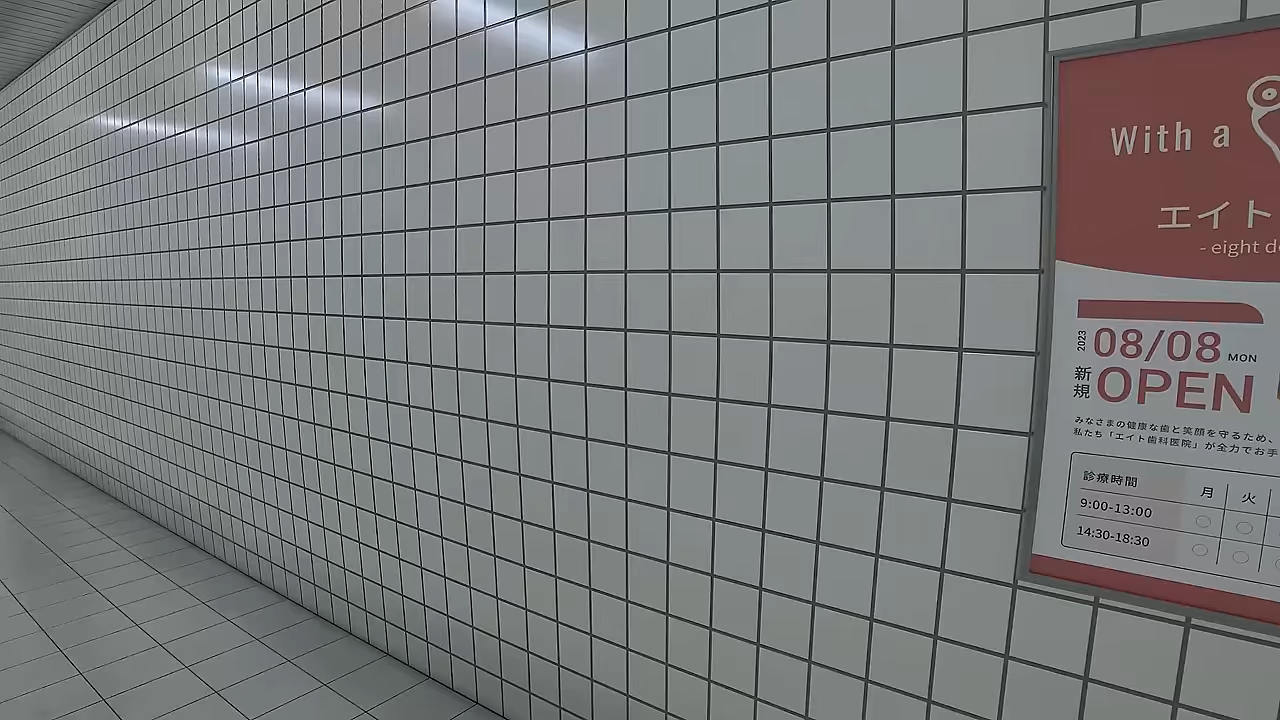 With a
エイト
- eight d
2023
08/08 MON
新規
OPEN
みなさまの健康な歯と笑顔を守るため、
私たち「エイト歯科医院」が全力でお手
診療時間 月 火
9:00-13:00 ○ ○
14:30-18:30 ○ ○